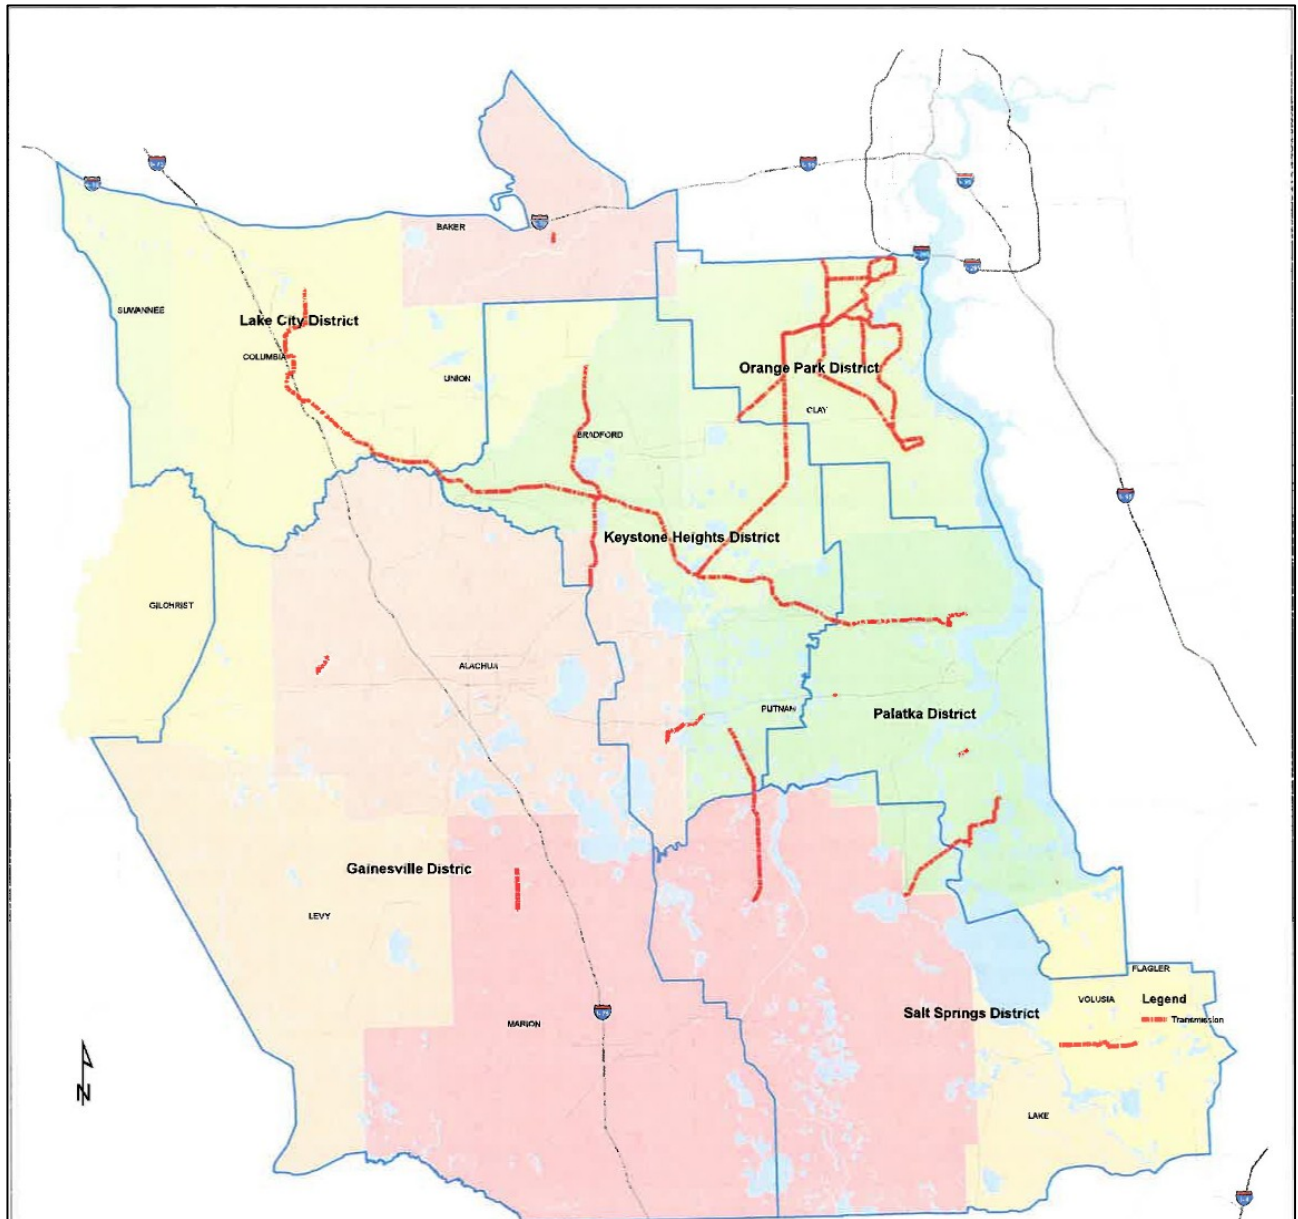 BAKER
SUWANNEE
Lake City District
COLUMBIA
UNION
Orange Park District
CLAY
BRADFORD
Keystone Heights District
GILCHRIST
ALACHUA
PUTNAN
Palatka District
Gainesville Distric
LEVY
FLAGLER
VOLUSIA
Legend
Salt Springs District
Transmission
MARION
N
LAKE